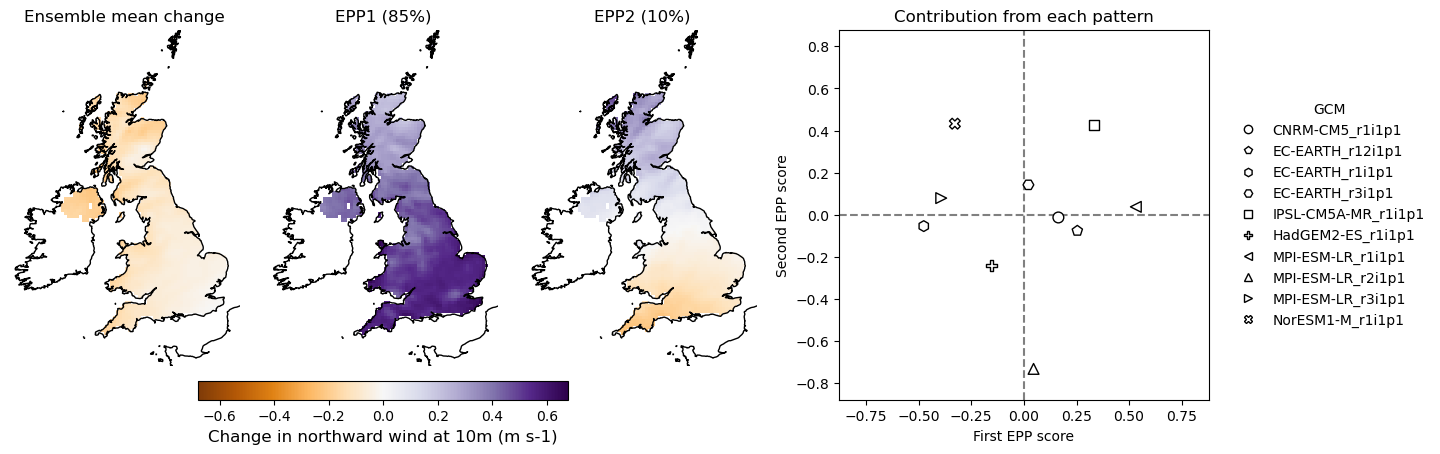 Ensemble mean change
EPP1 (85%)
EPP2 (10%)
−0.6 −0.4 −0.2 0.0 0.2 0.4 0.6
Change in northward wind at 10m (m s-1)
Contribution from each pattern
Second EPP score
0.8
0.6
0.4
0.2
0.0
−0.2
−0.4
−0.6
−0.8
−0.75 −0.50 −0.25 0.00 0.25 0.50 0.75
First EPP score
GCM
CNRM-CM5_r1i1p1
EC-EARTH_r12i1p1
EC-EARTH_r1i1p1
EC-EARTH_r3i1p1
IPSL-CM5A-MR_r1i1p1
HadGEM2-ES_r1i1p1
MPI-ESM-LR_r1i1p1
MPI-ESM-LR_r2i1p1
MPI-ESM-LR_r3i1p1
NorESM1-M_r1i1p1